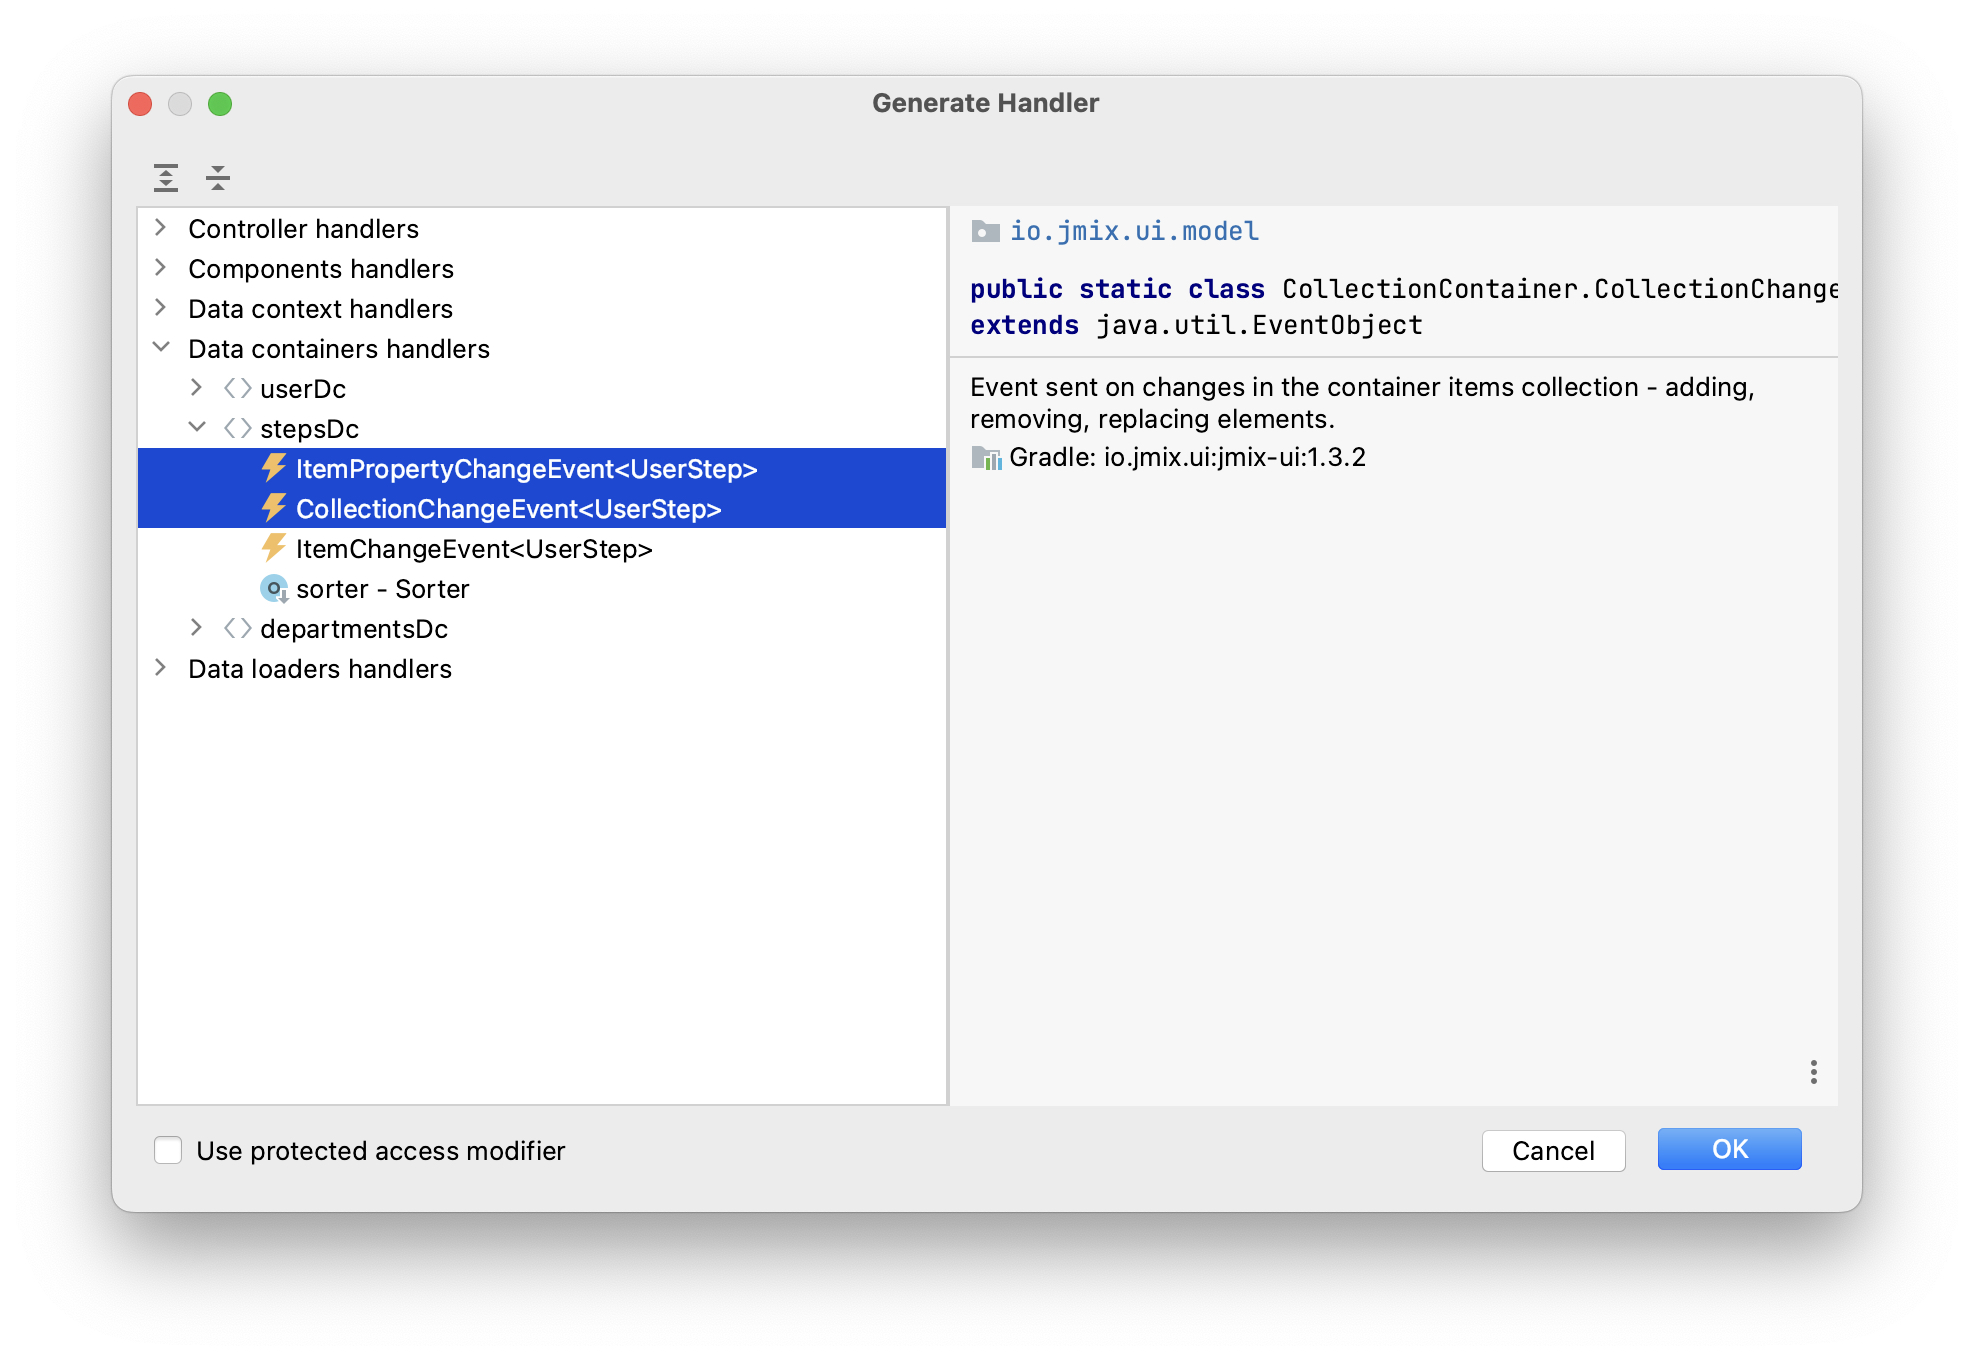 Generate Handler
Controller handlers
Components handlers
Data context handlers
Data containers handlers
userDc
stepsDc
ItemPropertyChangeEvent<UserStep>
CollectionChangeEvent<UserStep>
ItemChangeEvent<UserStep>
sorter - Sorter
departmentsDc
Data loaders handlers
io.jmix.ui.model
public static class CollectionContainer.CollectionChange
extends java.util.EventObject
Event sent on changes in the container items collection - adding,
removing, replacing elements.
Gradle: io.jmix.ui:jmix-ui:1.3.2
Use protected access modifier
Cancel
OK